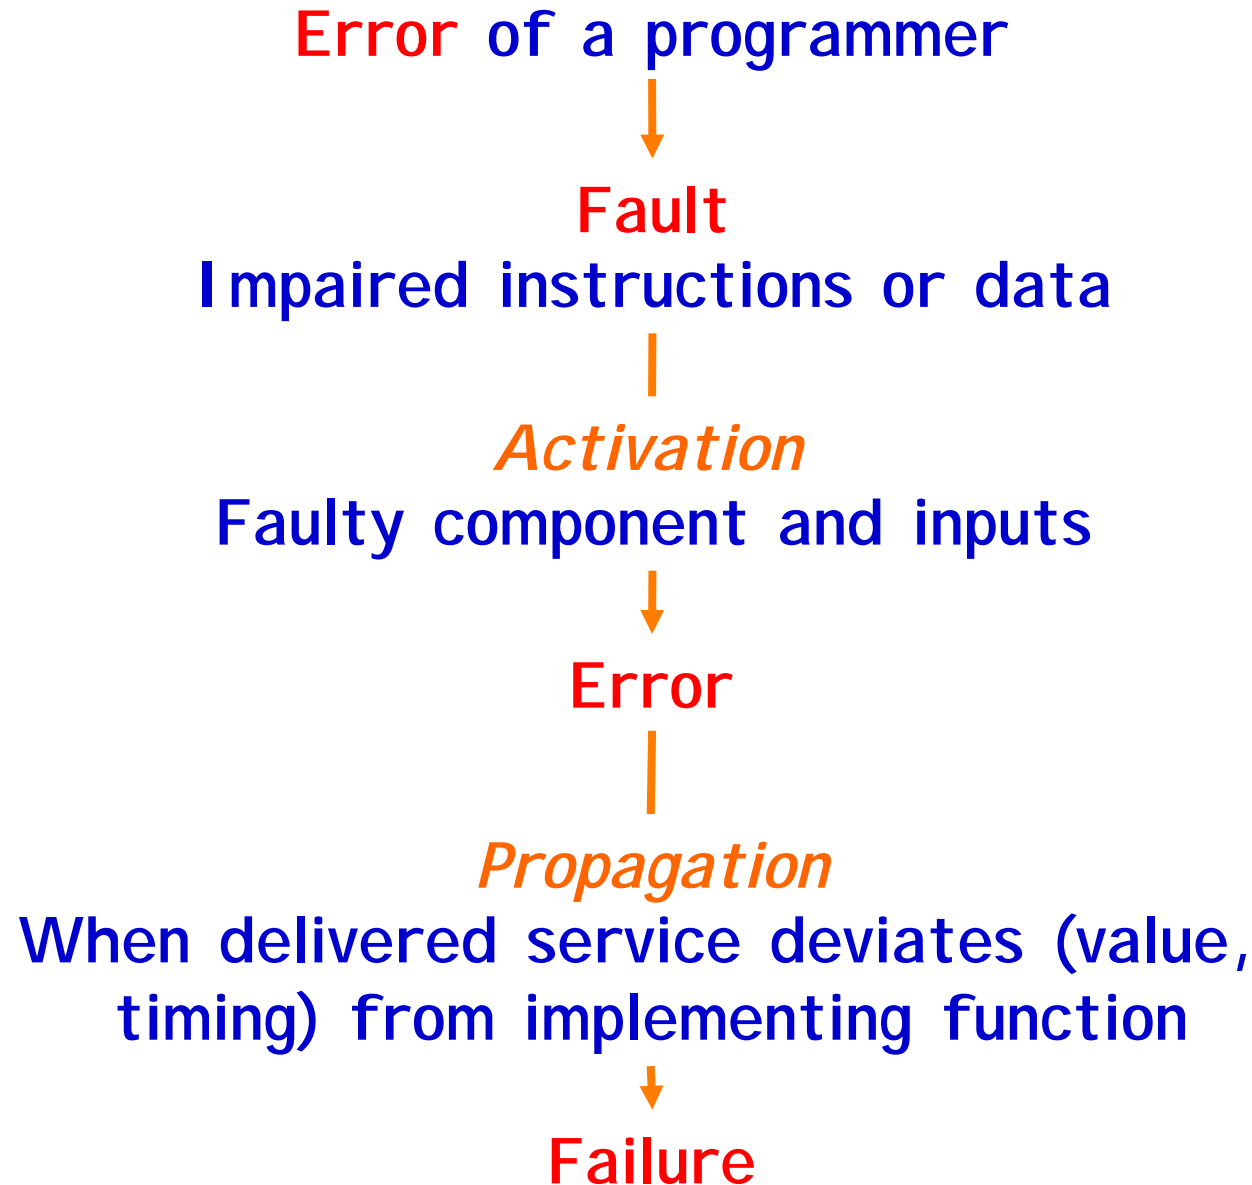 Error of a programmer
Fault
Impaired instructions or data
Activation
Faulty component and inputs
Error
Propagation
When delivered service deviates (value,
timing) from implementing function
Failure